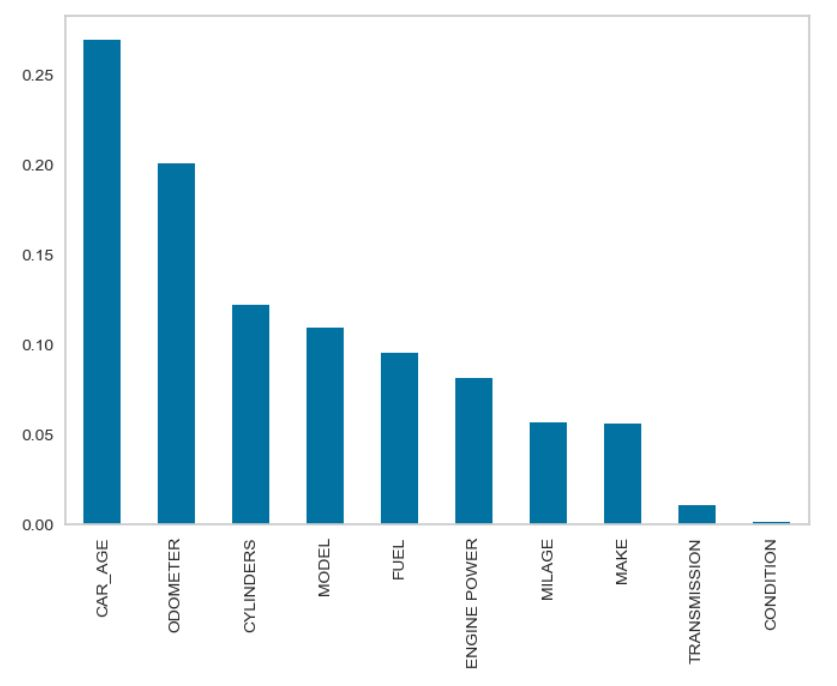 0.25
0.20
0.15
0.10
0.05
0.00
CAR_AGE
ODOMETER
CYLINDERS
MODEL
FUEL
ENGINE POWER
MILAGE
MAKE
TRANSMISSION
CONDITION